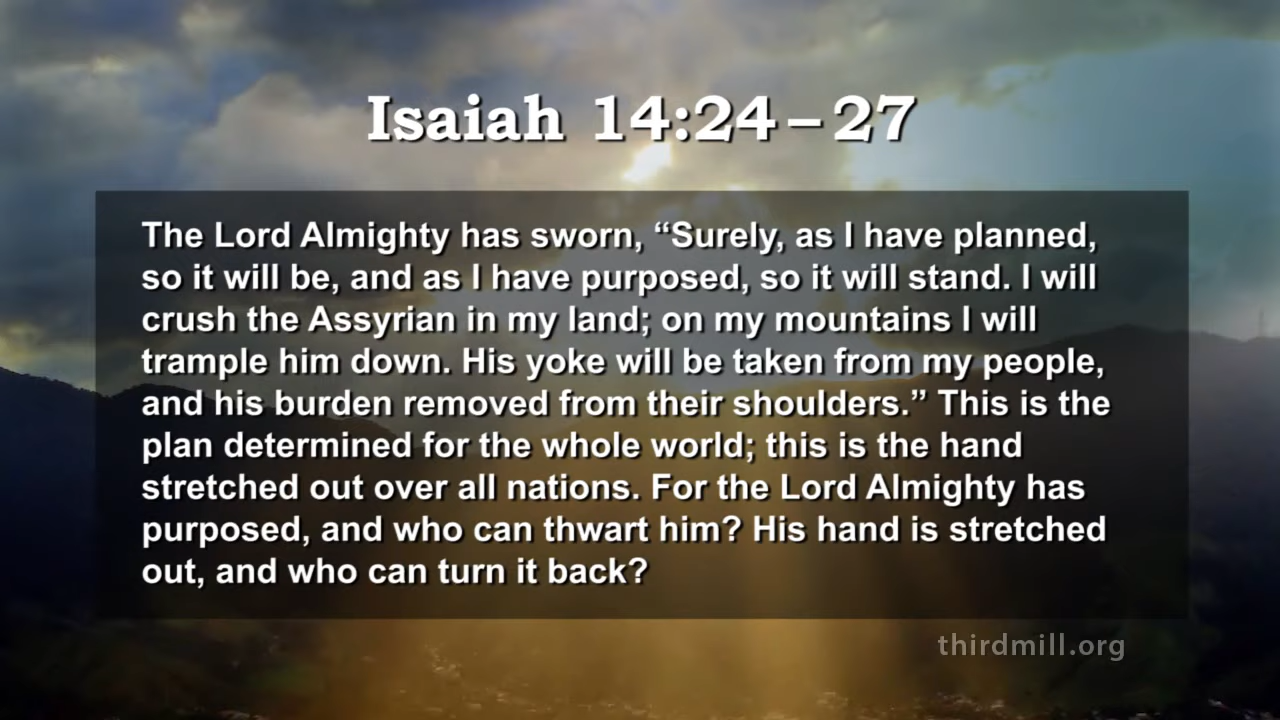 Isaiah 14:24–27
The Lord Almighty has sworn, “Surely, as I have planned,
so it will be, and as I have purposed, so it will stand. I will
crush the Assyrian in my land; on my mountains I will
trample him down. His yoke will be taken from my people,
and his burden removed from their shoulders.” This is the
plan determined for the whole world; this is the hand
stretched out over all nations. For the Lord Almighty has
purposed, and who can thwart him? His hand is stretched
out, and who can turn it back?
thirdmill.org